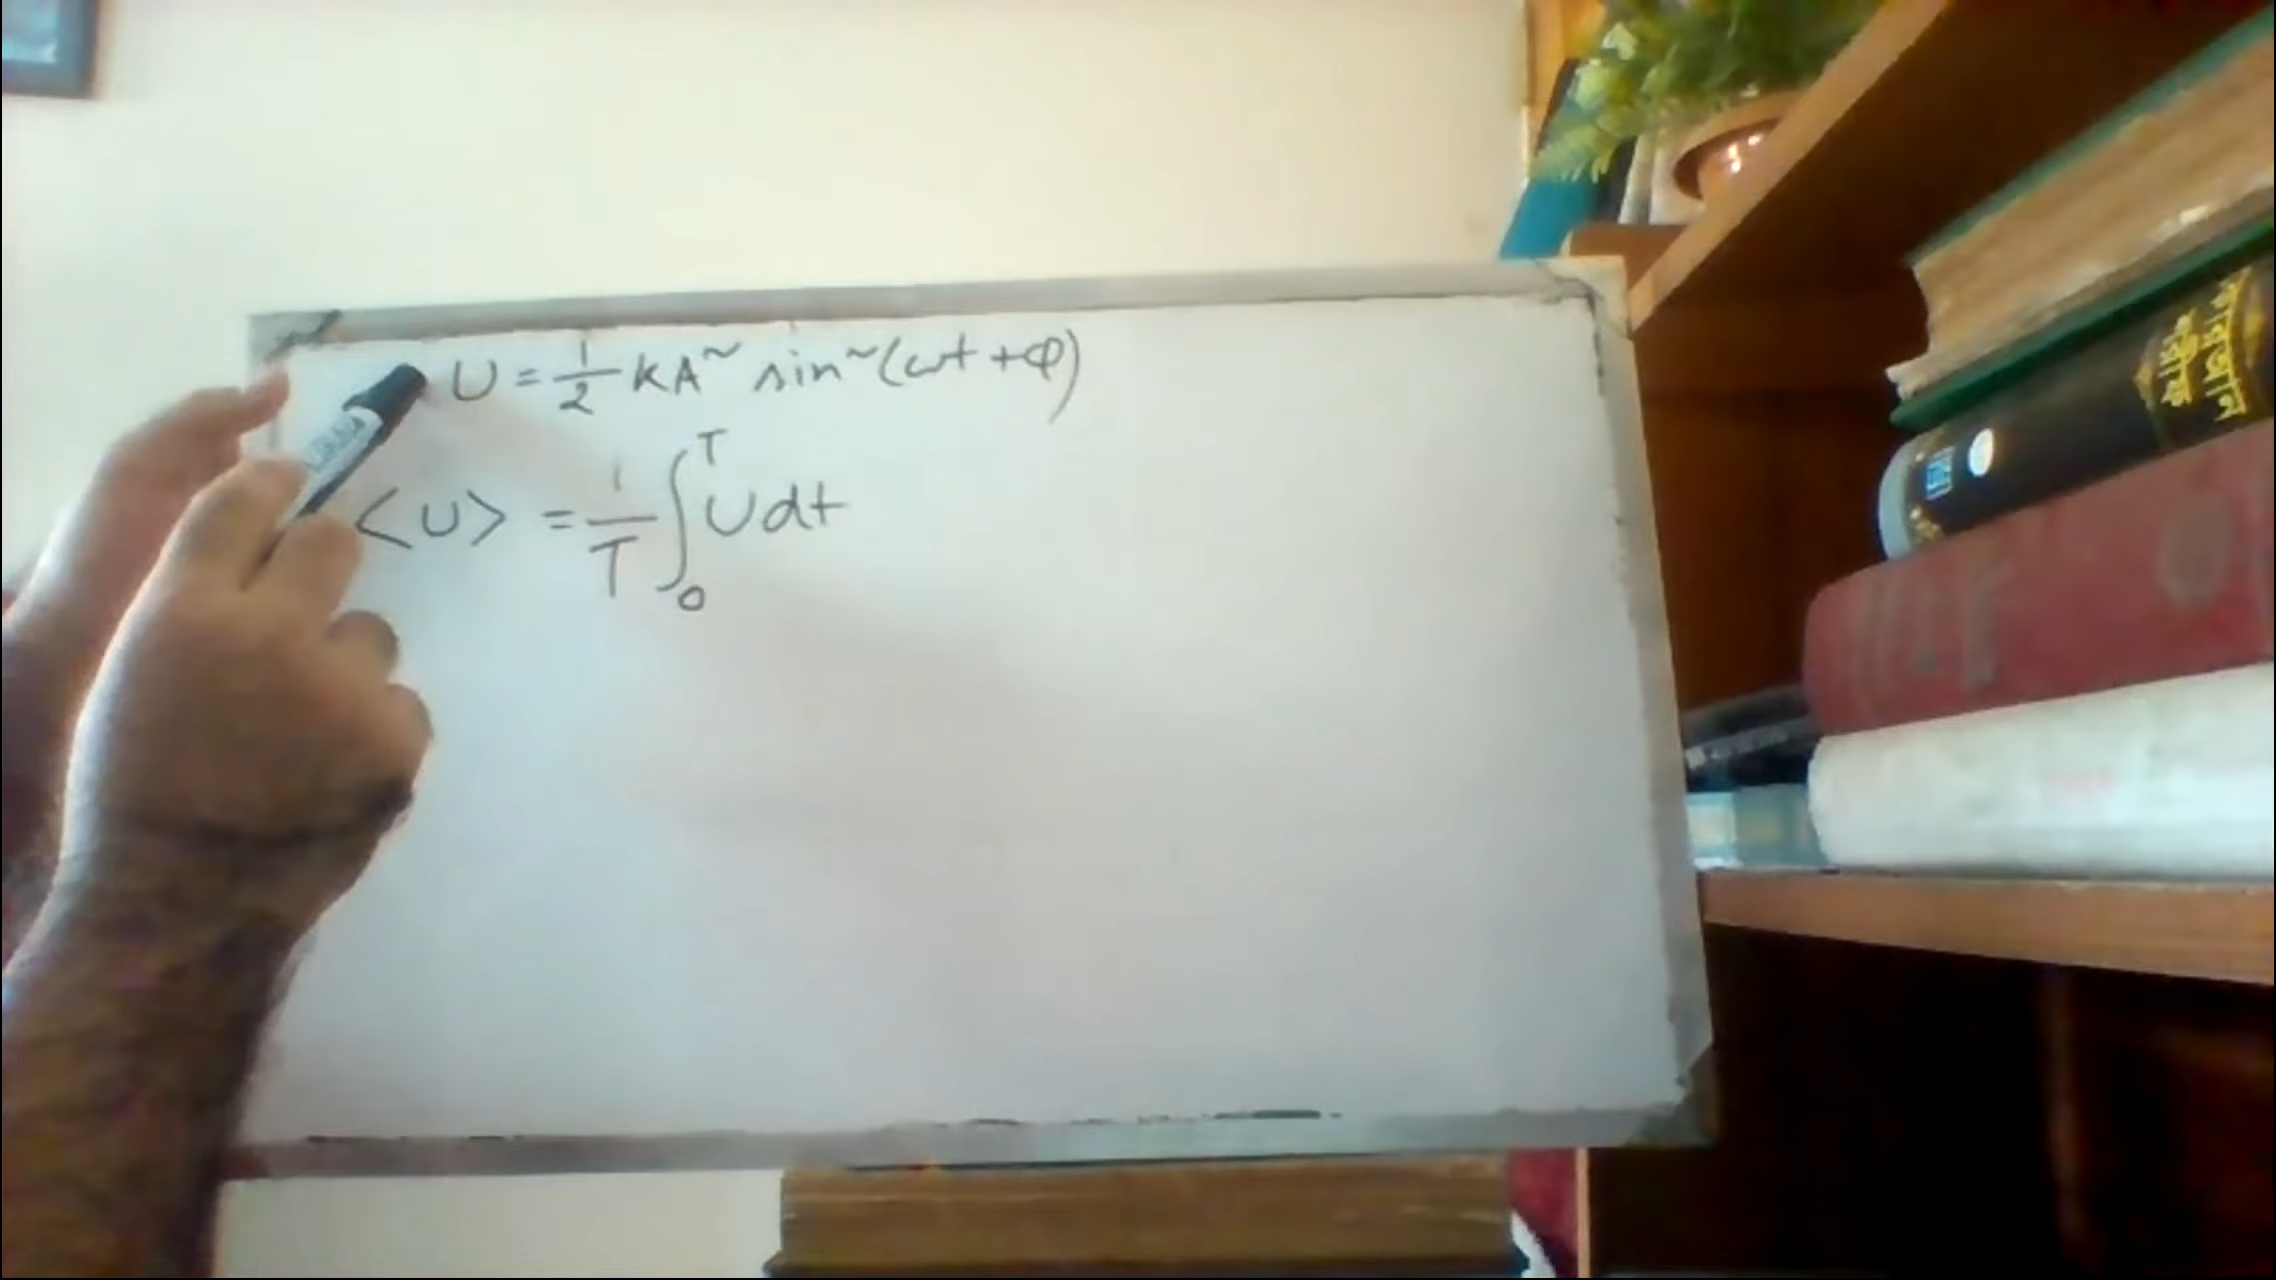 U = 1/2 kA~ sin~(ωt + φ)
<U> = 1/T ∫₀ᵀ U dt